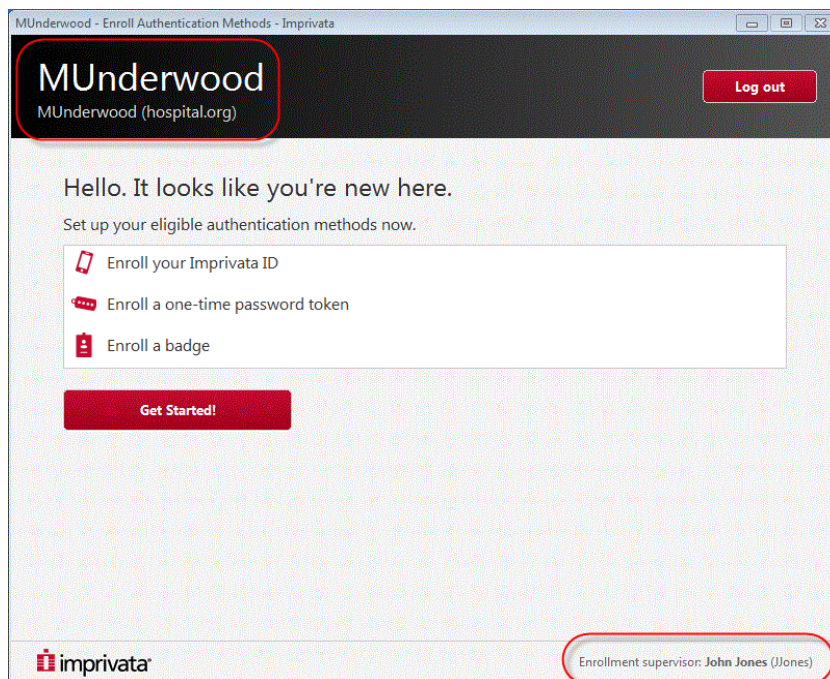 MUnderwood - Enroll Authentication Methods - Imprivata
MUnderwood
MUnderwood (hospital.org)
Log out
Hello. It looks like you're new here.
Set up your eligible authentication methods now.
Enroll your Imprivata ID
Enroll a one-time password token
Enroll a badge
Get Started!
imprivata
Enrollment supervisor: John Jones (JJones)